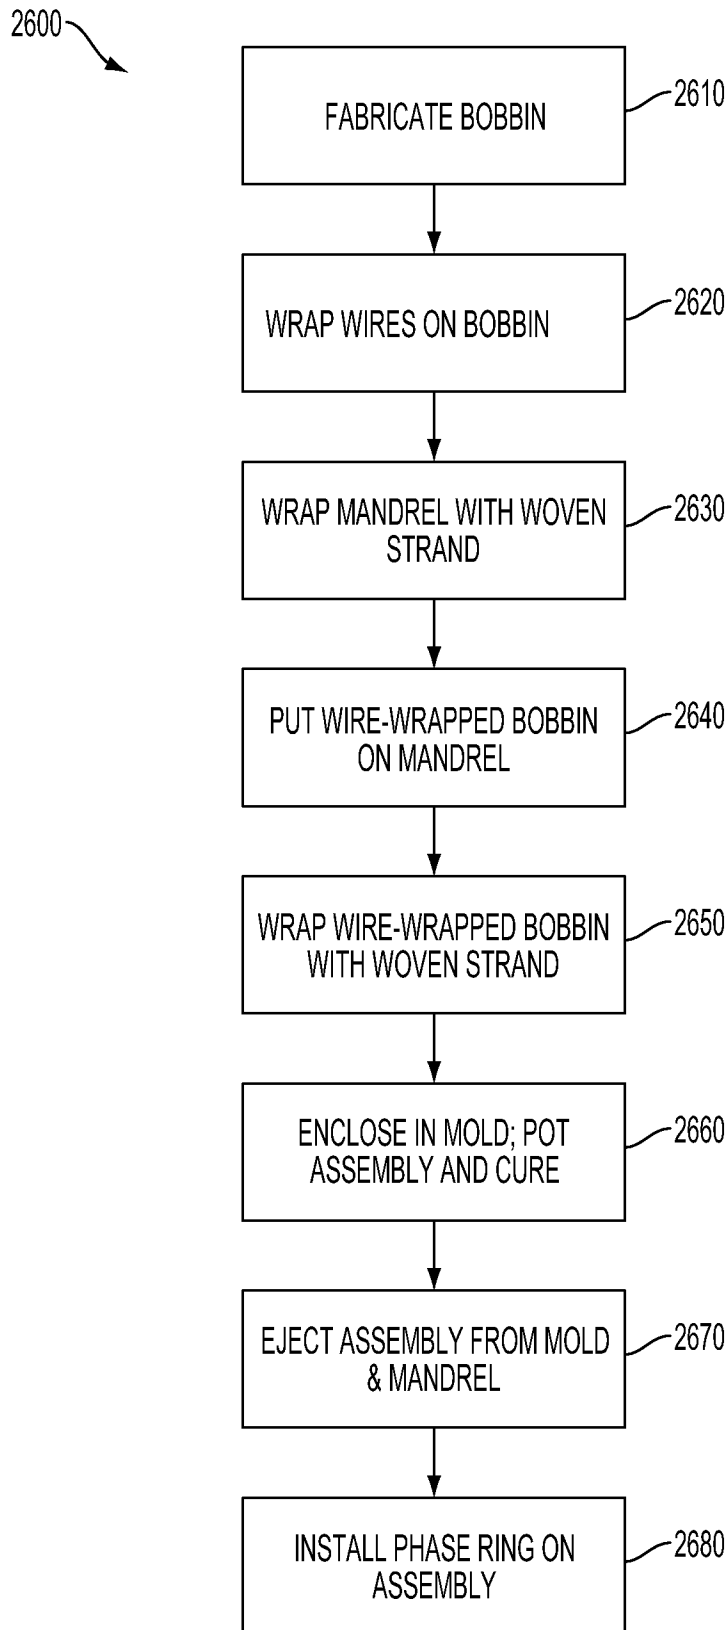 2600
FABRICATE BOBBIN
2610
WRAP WIRES ON BOBBIN
2620
WRAP MANDREL WITH WOVEN
STRAND
2630
PUT WIRE-WRAPPED BOBBIN
ON MANDREL
2640
WRAP WIRE-WRAPPED BOBBIN
WITH WOVEN STRAND
2650
ENCLOSE IN MOLD; POT
ASSEMBLY AND CURE
2660
EJECT ASSEMBLY FROM MOLD
& MANDREL
2670
INSTALL PHASE RING ON
ASSEMBLY
2680